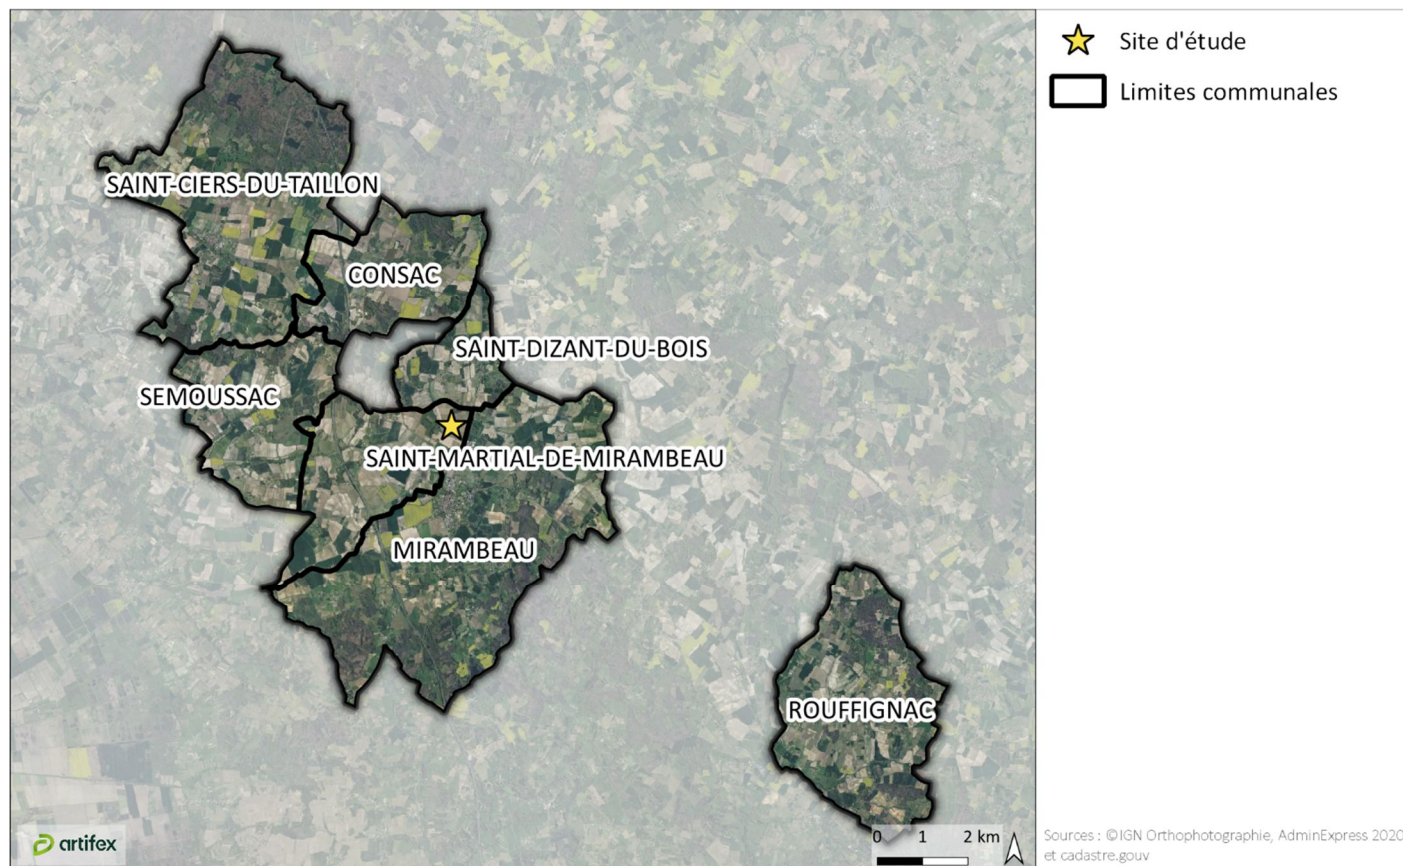 Site d'étude
Limites communales
SAINT-CIERS-DU-TAILLON
CONSAC
SAINT-DIZANT-DU-BOIS
SEMOUSSAC
SAINT-MARTIAL-DE-MIRAMBEAU
MIRAMBEAU
ROUFFIGNAC
artifex
0 1 2 km
Sources : ©IGN Orthophotographie, AdminExpress 2020
et cadastre.gouv